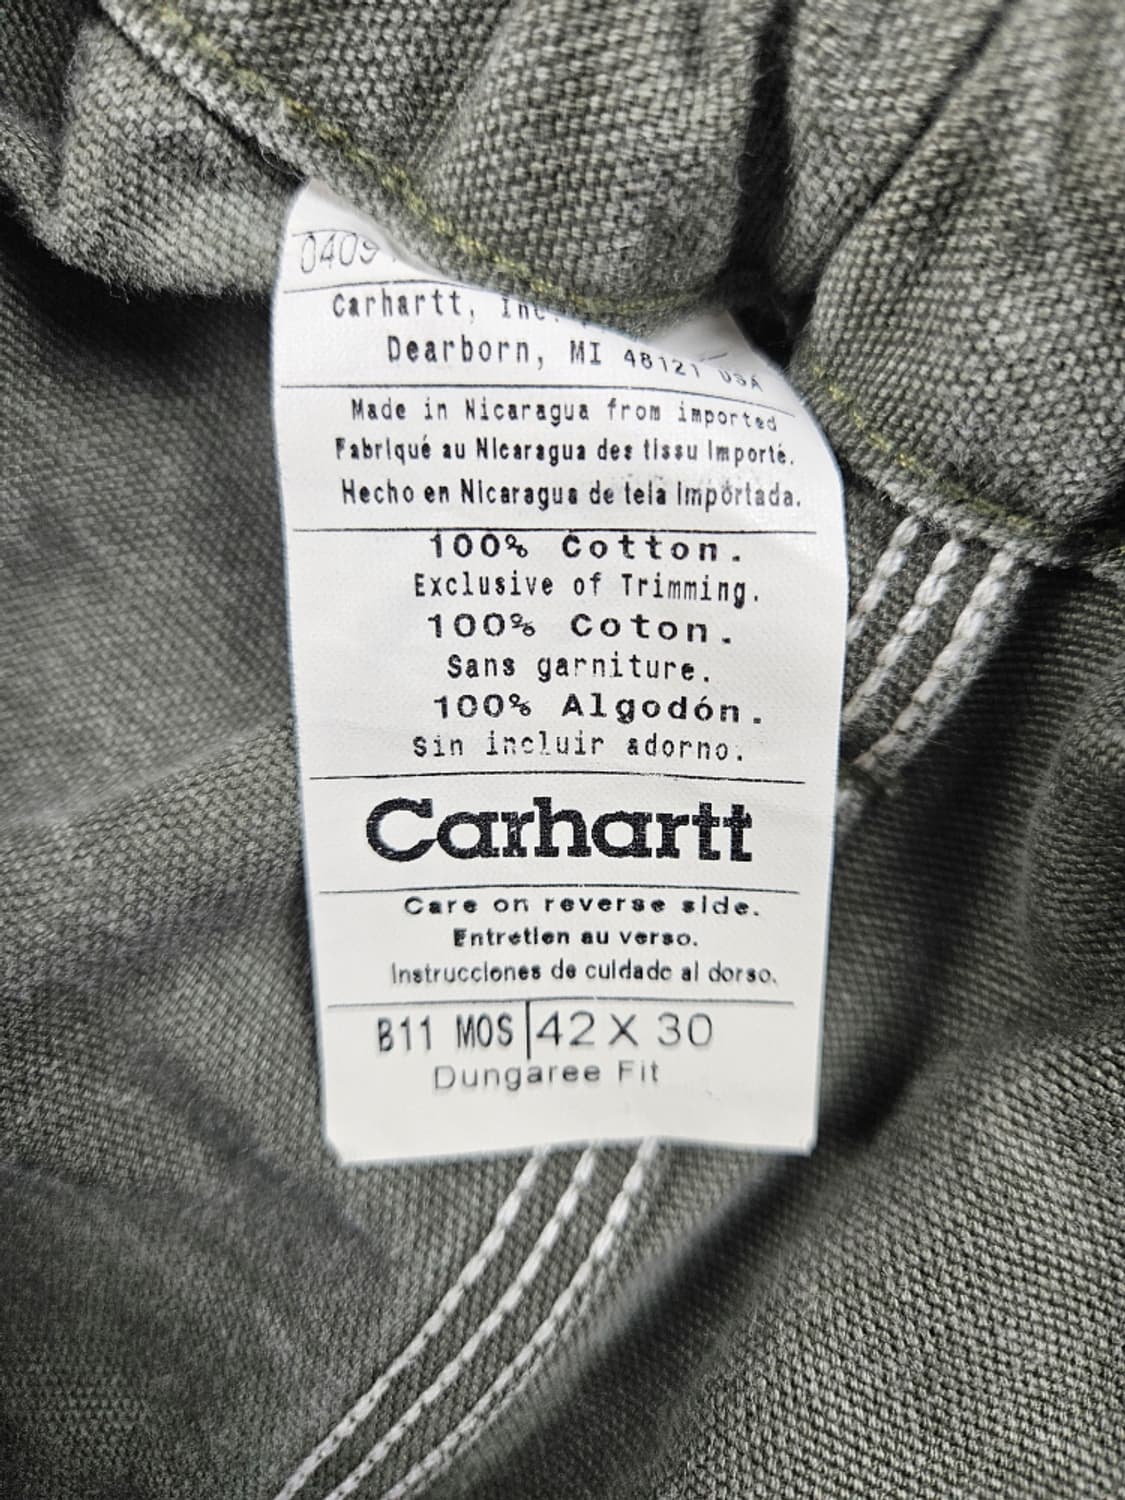 0409
Carhartt, Inc.
Dearborn, MI 48121 USA
Made in Nicaragua from imported
Fabriqué au Nicaragua des tissu Importé.
Hecho en Nicaragua de tela Importada.
100% Cotton.
Exclusive of Trimming.
100% Coton.
Sans garniture.
100% Algodón.
Sin incluir adorno.
Carhartt
Care on reverse side.
Entretien au verso.
Instrucciones de cuidado al dorso.
B11 MOS 42 X 30
Dungaree Fit